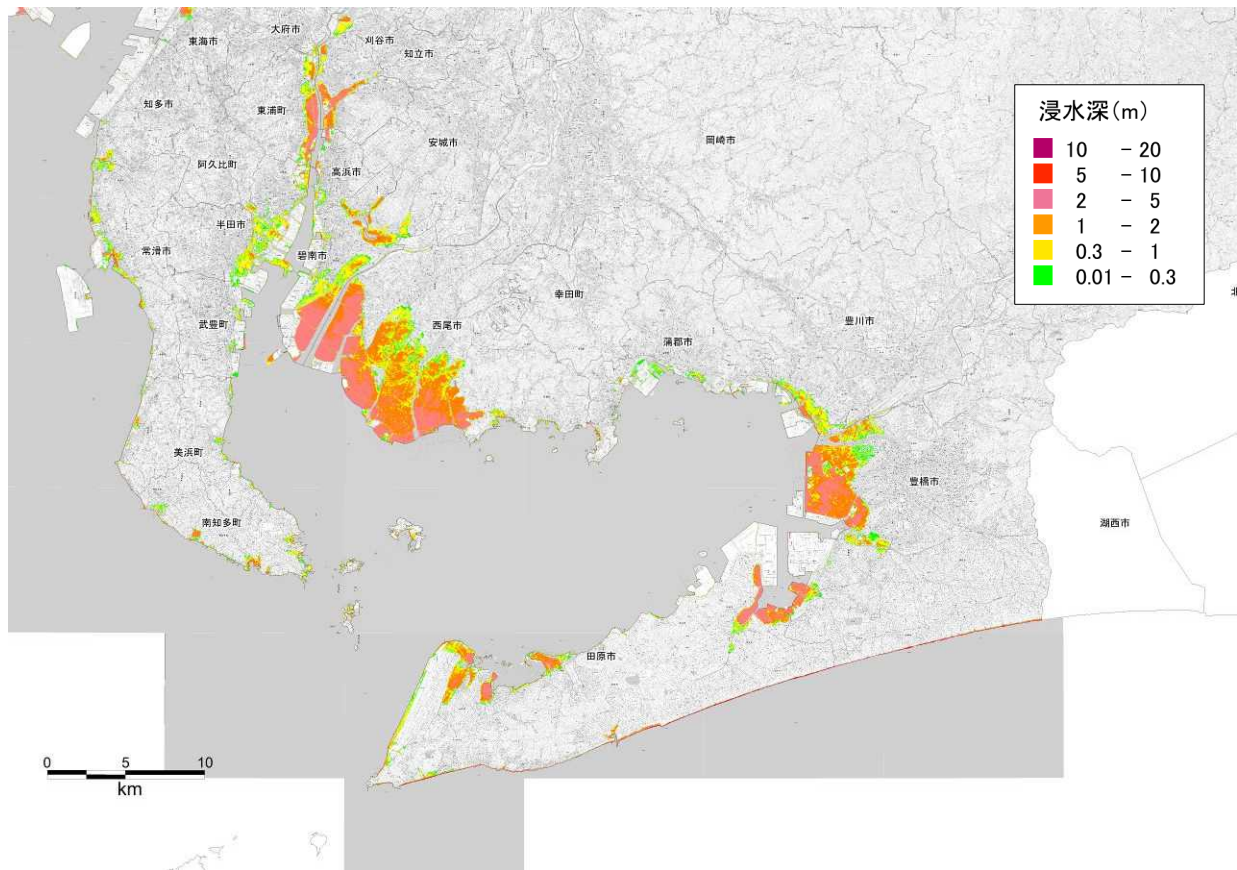 大府市
東海市
刈谷市
知立市
知多市
東浦町
安城市
岡崎市
阿久比町
高浜市
半田市
常滑市
碧南市
幸田町
武豊町
西尾市
豊川市
蒲郡市
美浜町
豊橋市
南知多町
湖西市
田原市
北
浸水深(m)
10 - 20
5 - 10
2 - 5
1 - 2
0.3 - 1
0.01 - 0.3
0 5 10
km